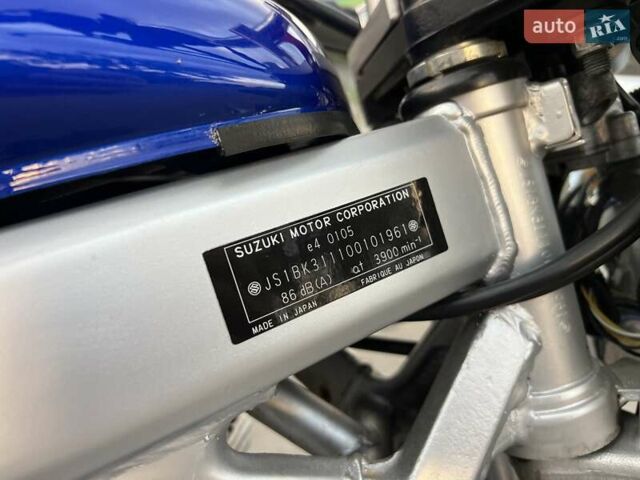 auto RIA.com
SUZUKI MOTOR CORPORATION
e4 0105
JS1BK311100101961
86 dB(A) at 3900 min⁻¹
MADE IN JAPAN FABRIQUE AU JAPON